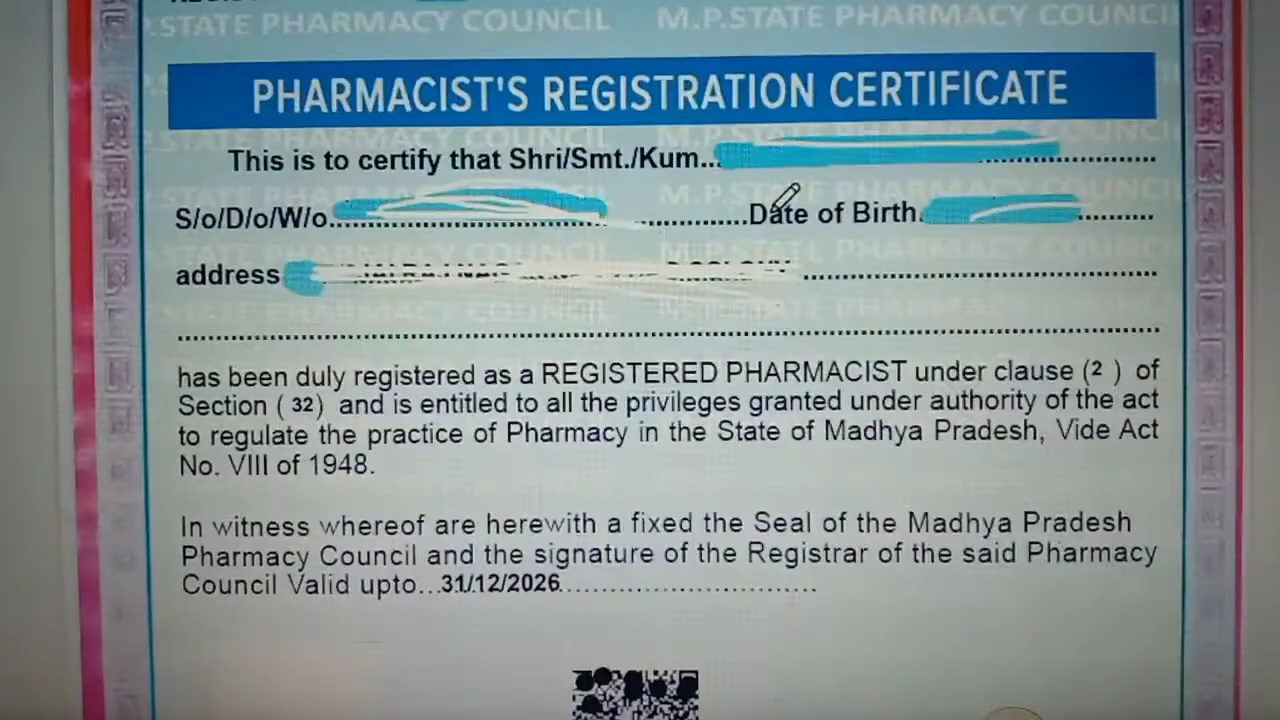 .STATE PHARMACY COUNCIL M.P.STATE PHARMACY COUNCIL
PHARMACIST'S REGISTRATION CERTIFICATE
This is to certify that Shri/Smt./Kum...
S/o/D/o/W/o. Date of Birth.
address
has been duly registered as a REGISTERED PHARMACIST under clause (2 ) of
Section ( 32) and is entitled to all the privileges granted under authority of the act
to regulate the practice of Pharmacy in the State of Madhya Pradesh, Vide Act
No. VIII of 1948.
In witness whereof are herewith a fixed the Seal of the Madhya Pradesh
Pharmacy Council and the signature of the Registrar of the said Pharmacy
Council Valid upto...31/12/2026